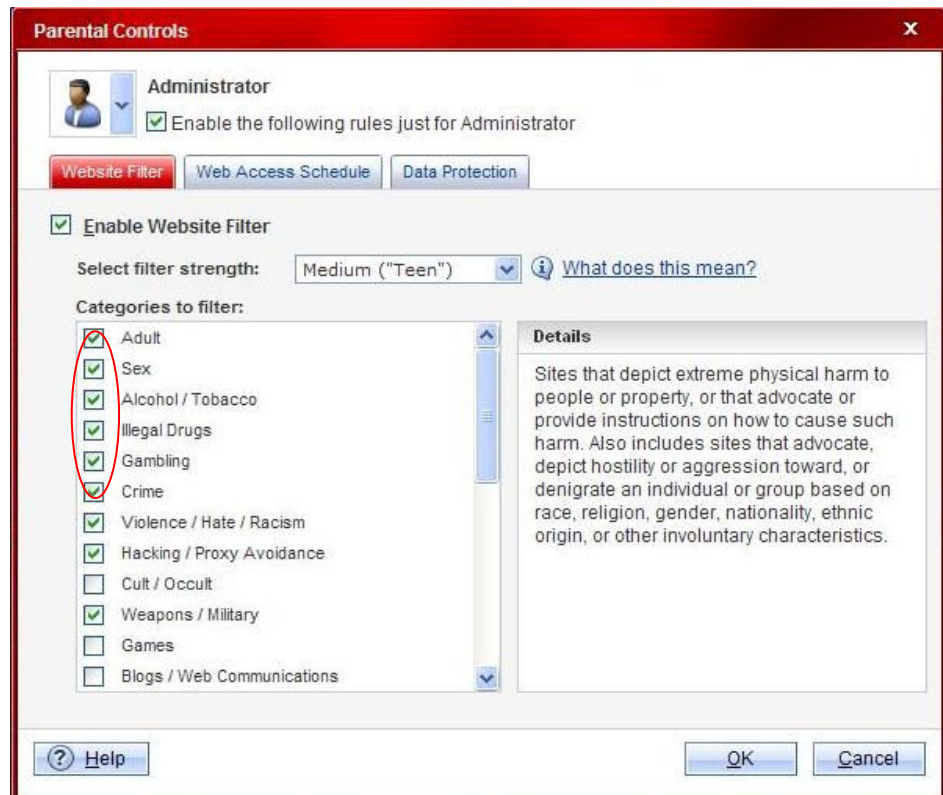 Parental Controls
x
Administrator
Enable the following rules just for Administrator
Website Filter
Web Access Schedule
Data Protection
Enable Website Filter
Select filter strength:
Medium ("Teen")
What does this mean?
Categories to filter:
Adult
Sex
Alcohol / Tobacco
Illegal Drugs
Gambling
Crime
Violence / Hate / Racism
Hacking / Proxy Avoidance
Cult / Occult
Weapons / Military
Games
Blogs / Web Communications
Details
Sites that depict extreme physical harm to
people or property, or that advocate or
provide instructions on how to cause such
harm. Also includes sites that advocate,
depict hostility or aggression toward, or
denigrate an individual or group based on
race, religion, gender, nationality, ethnic
origin, or other involuntary characteristics.
? Help
OK
Cancel